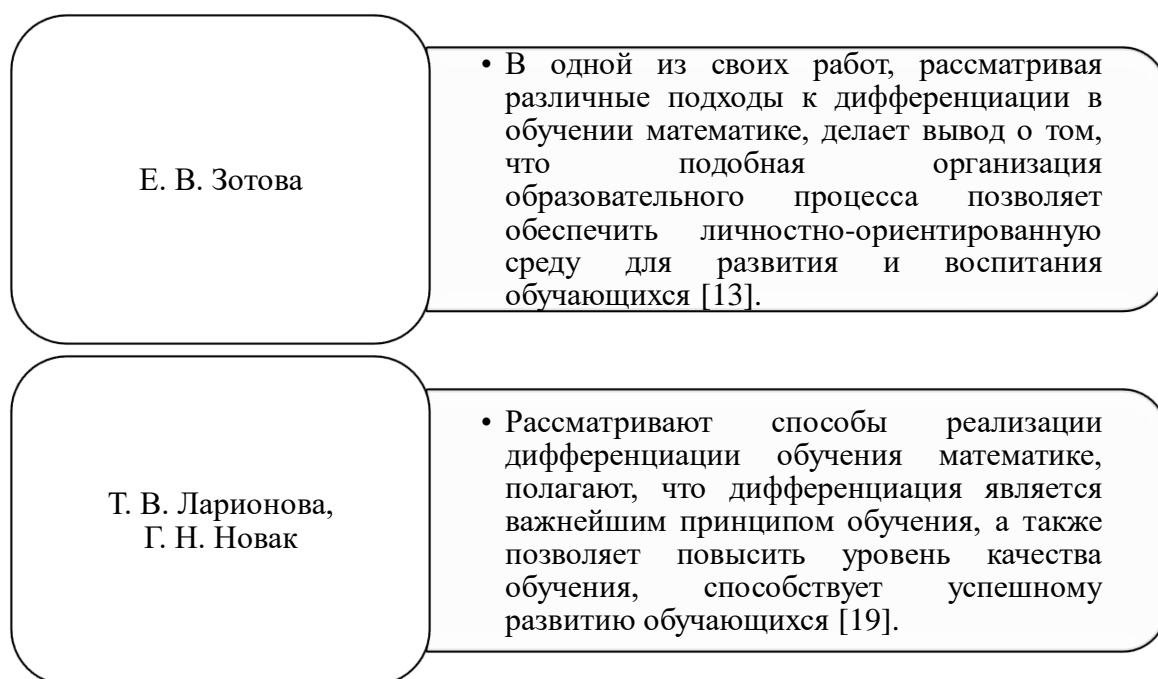 Е. В. Зотова
• В одной из своих работ, рассматривая
различные подходы к дифференциации в
обучении математике, делает вывод о том,
что подобная организация
образовательного процесса позволяет
обеспечить личностно-ориентированную
среду для развития и воспитания
обучающихся [13].
Т. В. Ларионова,
Г. Н. Новак
• Рассматривают способы реализации
дифференциации обучения математике,
полагают, что дифференциация является
важнейшим принципом обучения, а также
позволяет повысить уровень качества
обучения, способствует успешному
развитию обучающихся [19].